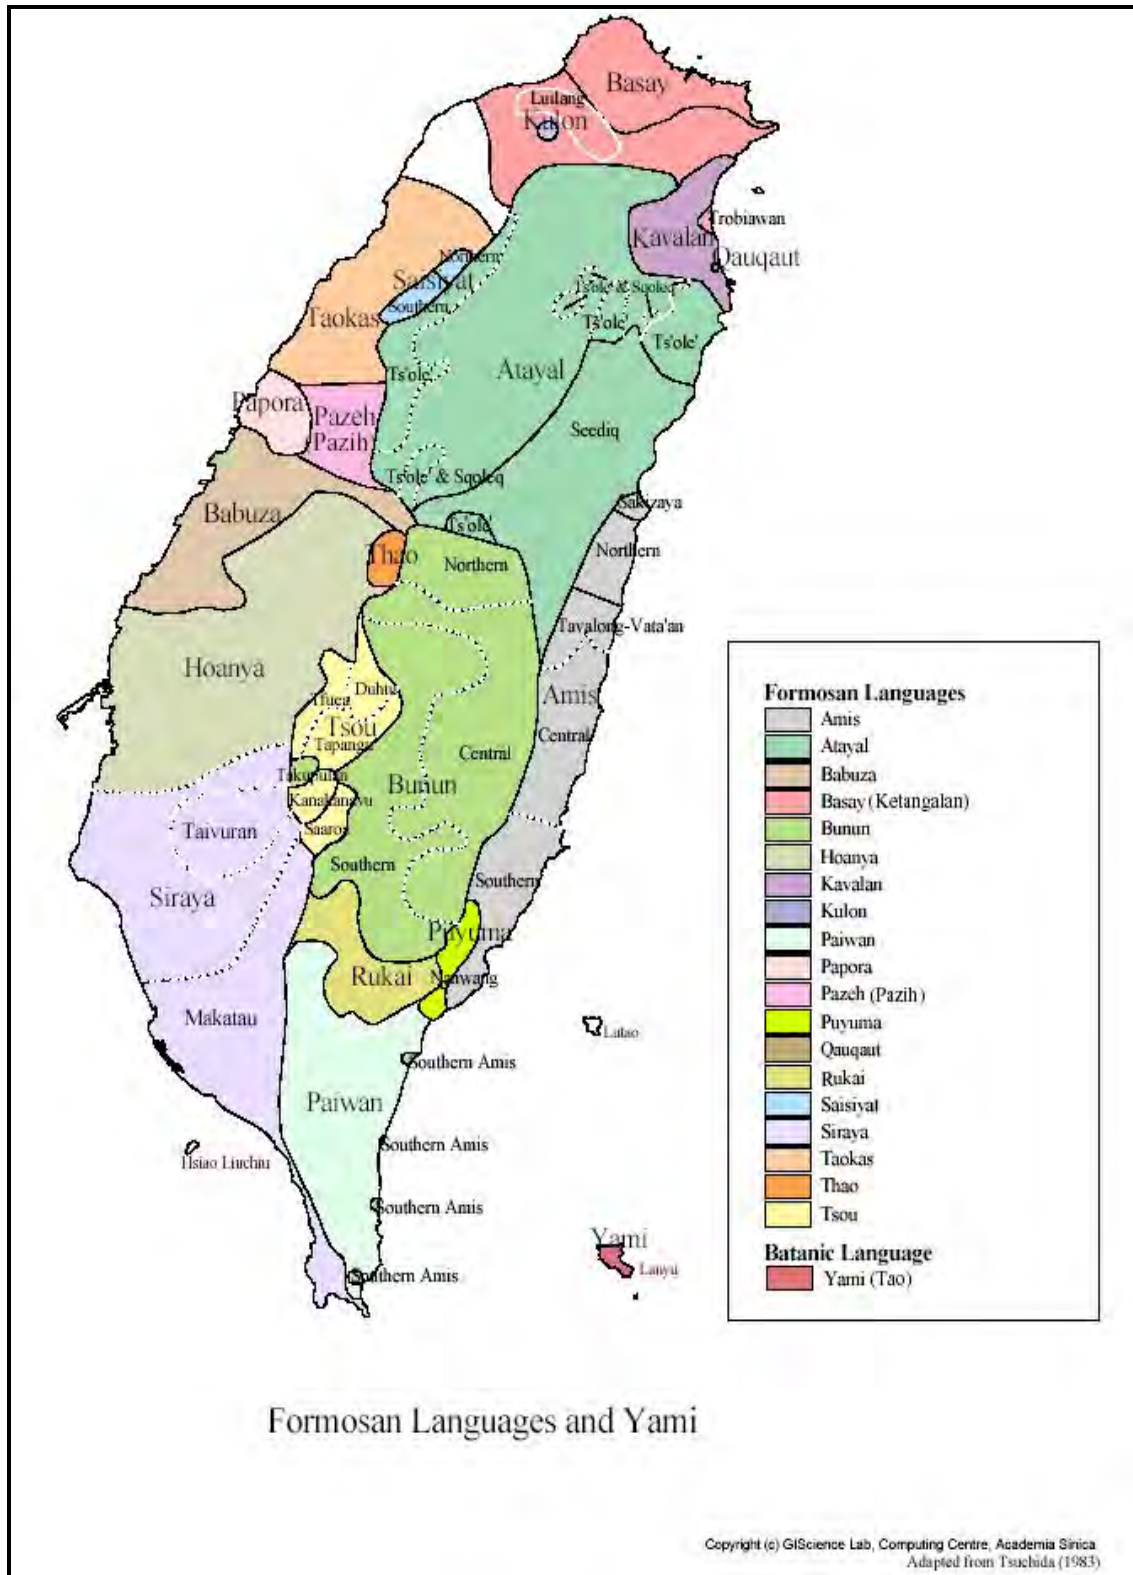 Basay
Luilang
Kulon
Trobiawan
Kavalan
Qauqaut
Northern
Saisiyat
Southern
Taokas
Ts'ole' & Sqoleq
Ts'ole'
Ts'ole'
Atayal
Ts'ole'
Papora
Pazeh
(Pazih)
Seediq
Ts'ole' & Sqoleq
Sakizaya
Babuza
Ts'ole'
Thao
Northern
Northern
Tavalong-Vata'an
Hoanya
Duhtu
Tsou
Tapangu
Amis
Central
Central
Takupulan
Bunun
Kanakanavu
Taivuran
Saaroa
Southern
Southern
Siraya
Puyuma
Rukai
Nanwang
Makatau
Lutao
Southern Amis
Paiwan
Southern Amis
Hsiao Liuchiu
Southern Amis
Yami
Lanyu
Southern Amis
Formosan Languages
Amis
Atayal
Babuza
Basay (Ketangalan)
Bunun
Hoanya
Kavalan
Kulon
Paiwan
Papora
Pazeh (Pazih)
Puyuma
Qauqaut
Rukai
Saisiyat
Siraya
Taokas
Thao
Tsou
Batanic Language
Yami (Tao)
Formosan Languages and Yami
Copyright (c) GIScience Lab, Computing Centre, Academia Sinica
Adapted from Tsuchida (1983)